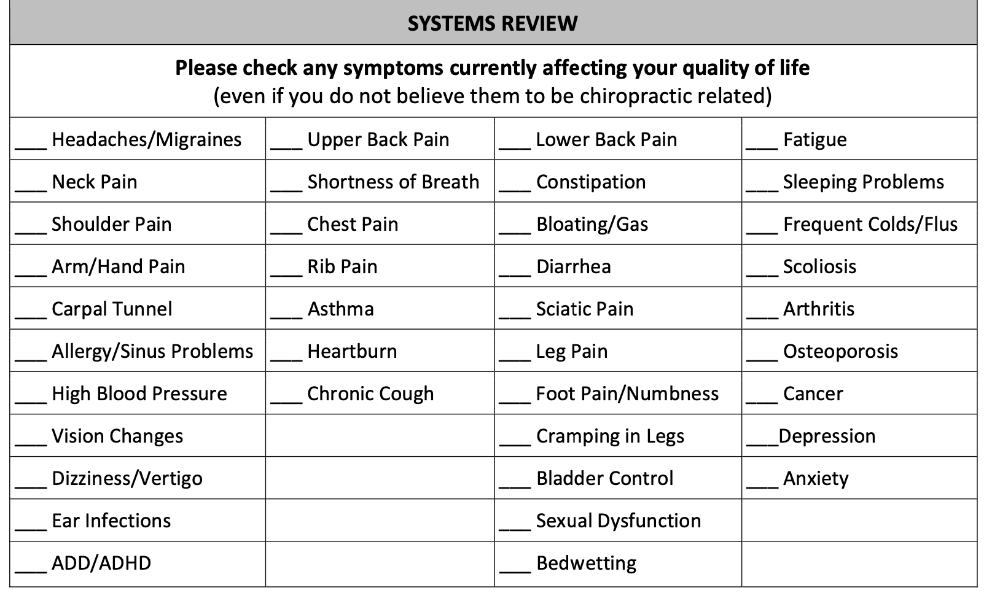 SYSTEMS REVIEW
Please check any symptoms currently affecting your quality of life
(even if you do not believe them to be chiropractic related)
___ Headaches/Migraines ___ Upper Back Pain ___ Lower Back Pain ___ Fatigue
___ Neck Pain ___ Shortness of Breath ___ Constipation ___ Sleeping Problems
___ Shoulder Pain ___ Chest Pain ___ Bloating/Gas ___ Frequent Colds/Flus
___ Arm/Hand Pain ___ Rib Pain ___ Diarrhea ___ Scoliosis
___ Carpal Tunnel ___ Asthma ___ Sciatic Pain ___ Arthritis
___ Allergy/Sinus Problems ___ Heartburn ___ Leg Pain ___ Osteoporosis
___ High Blood Pressure ___ Chronic Cough ___ Foot Pain/Numbness ___ Cancer
___ Vision Changes ___ Cramping in Legs ___Depression
___ Dizziness/Vertigo ___ Bladder Control ___ Anxiety
___ Ear Infections ___ Sexual Dysfunction
___ ADD/ADHD ___ Bedwetting